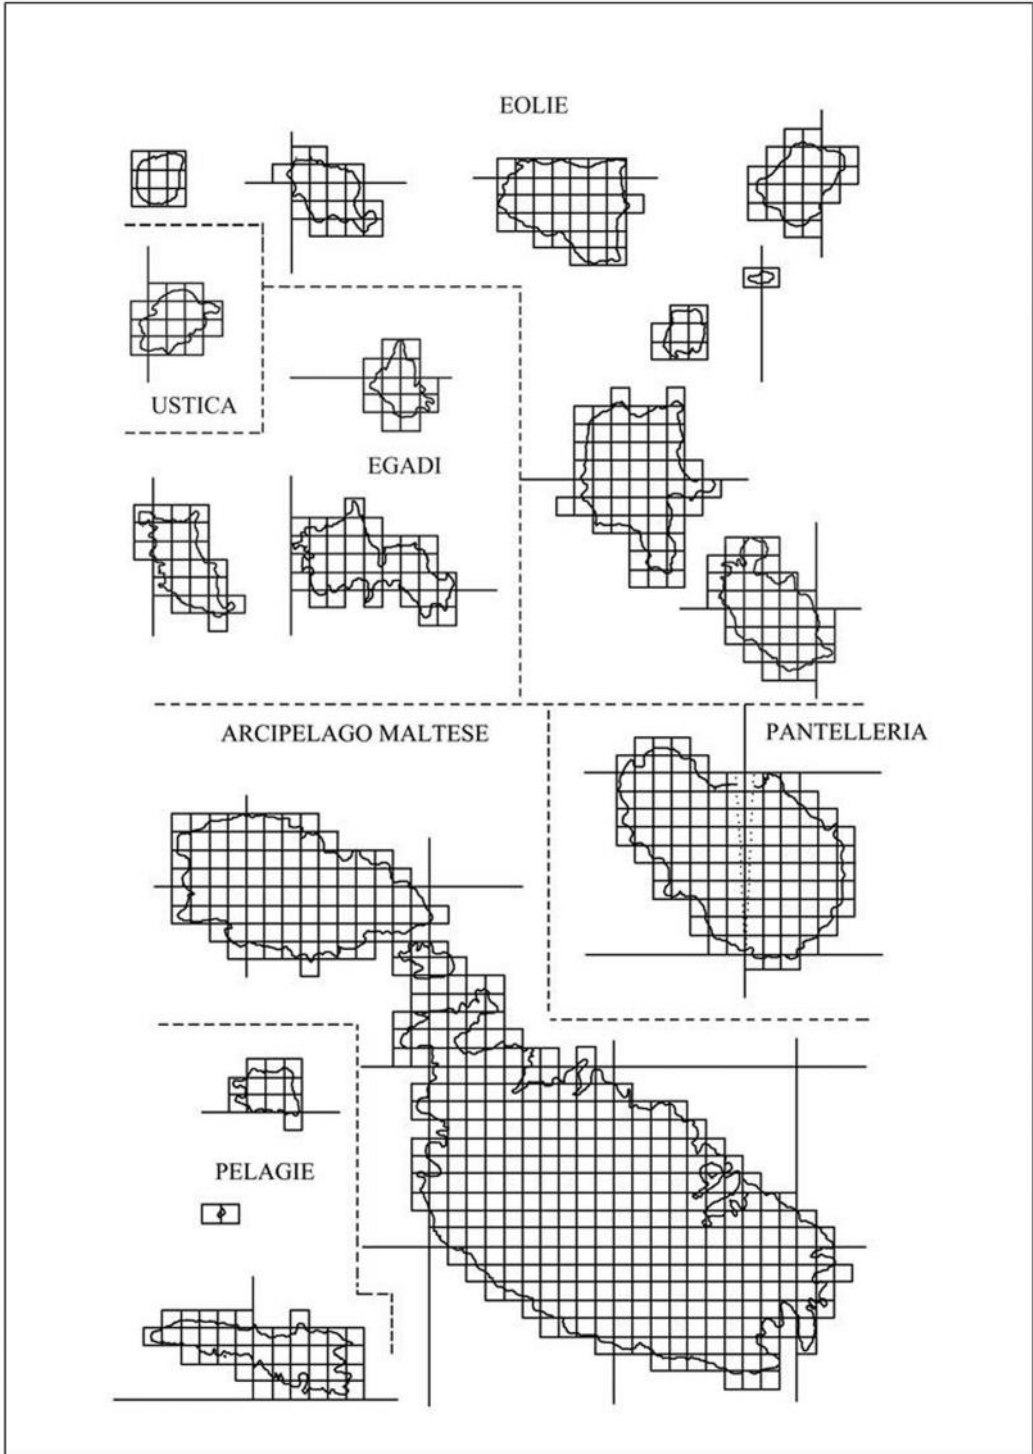 EOLIE
USTICA
EGADI
ARCIPELAGO MALTESE
PANTELLERIA
PELAGIE